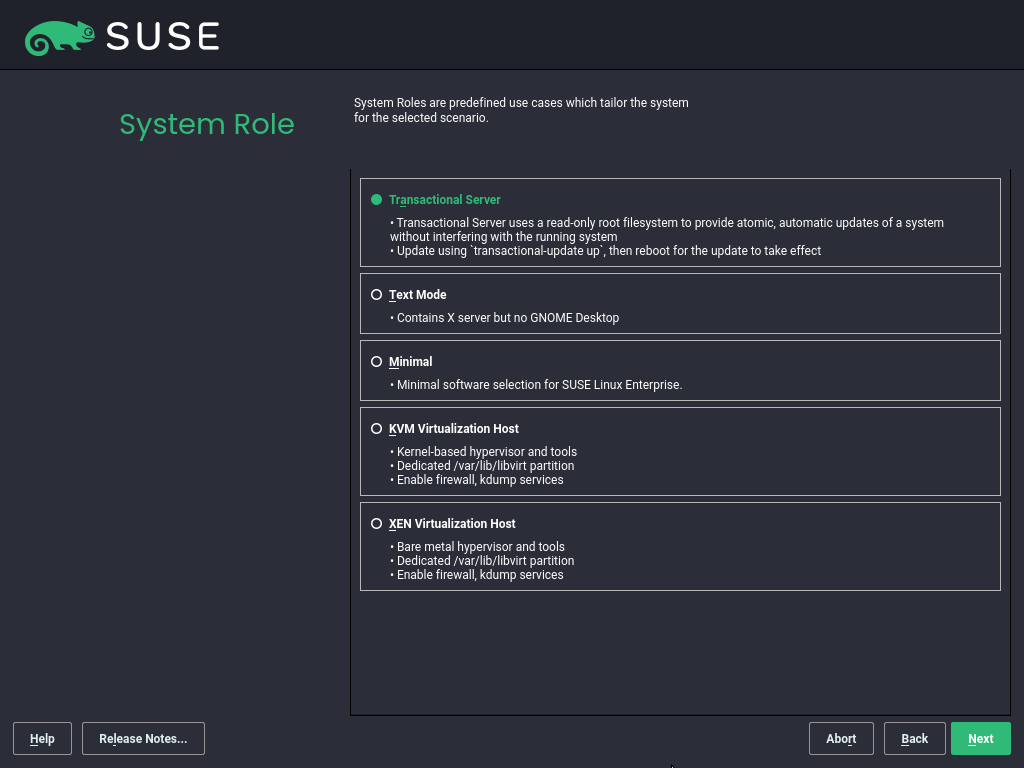 SUSE
System Role
System Roles are predefined use cases which tailor the system
for the selected scenario.
Transactional Server
• Transactional Server uses a read-only root filesystem to provide atomic, automatic updates of a system
without interfering with the running system
• Update using `transactional-update up`, then reboot for the update to take effect
Text Mode
• Contains X server but no GNOME Desktop
Minimal
• Minimal software selection for SUSE Linux Enterprise.
KVM Virtualization Host
• Kernel-based hypervisor and tools
• Dedicated /var/lib/libvirt partition
• Enable firewall, kdump services
XEN Virtualization Host
• Bare metal hypervisor and tools
• Dedicated /var/lib/libvirt partition
• Enable firewall, kdump services
Help Release Notes... Abort Back Next